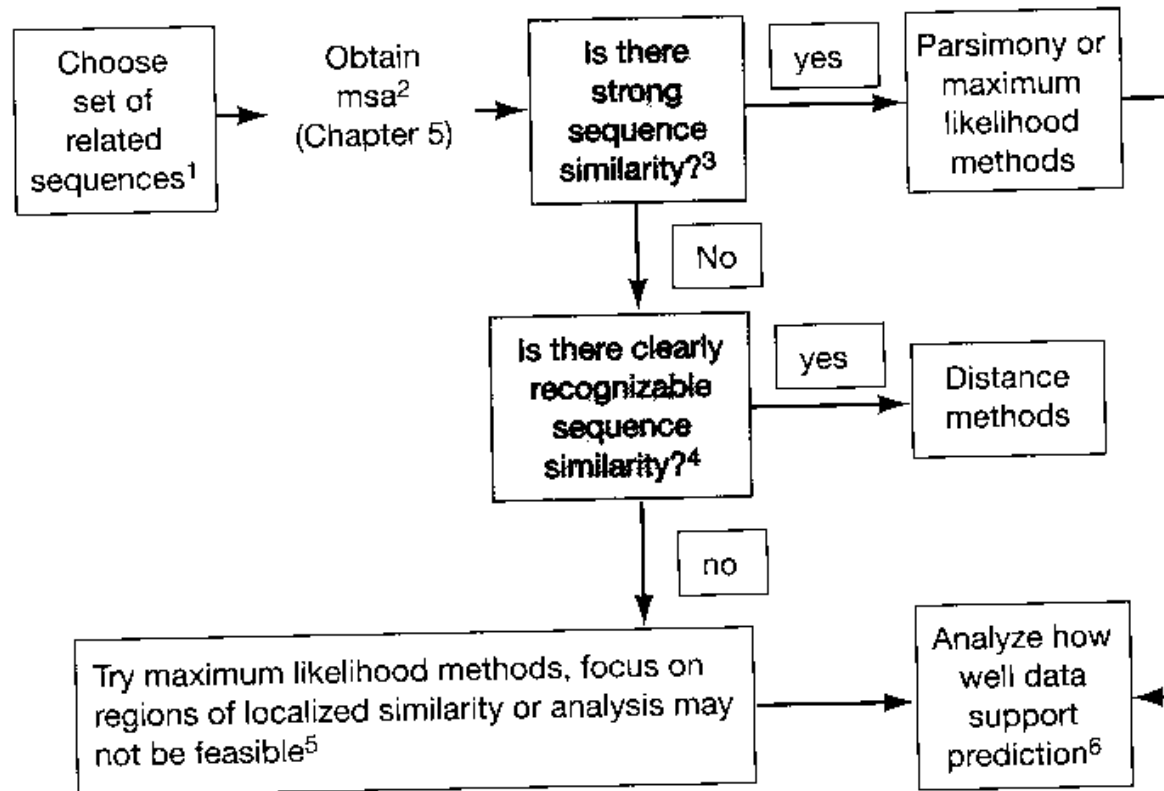 Choose
set of
related
sequences¹
Obtain
msa²
(Chapter 5)
Is there
strong
sequence
similarity?³
yes
Parsimony or
maximum
likelihood
methods
No
Is there clearly
recognizable
sequence
similarity?⁴
yes
Distance
methods
no
Try maximum likelihood methods, focus on
regions of localized similarity or analysis may
not be feasible⁵
Analyze how
well data
support
prediction⁶